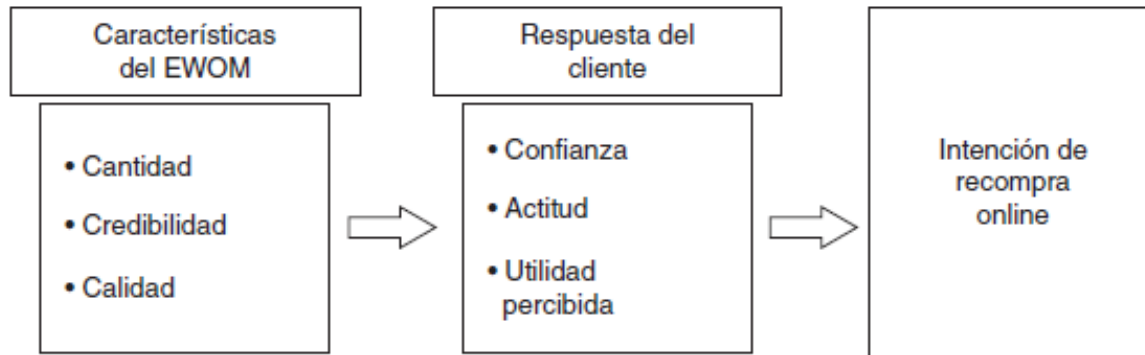 Características
del EWOM
• Cantidad
• Credibilidad
• Calidad
Respuesta del
cliente
• Confianza
• Actitud
• Utilidad
percibida
Intención de
recompra
online